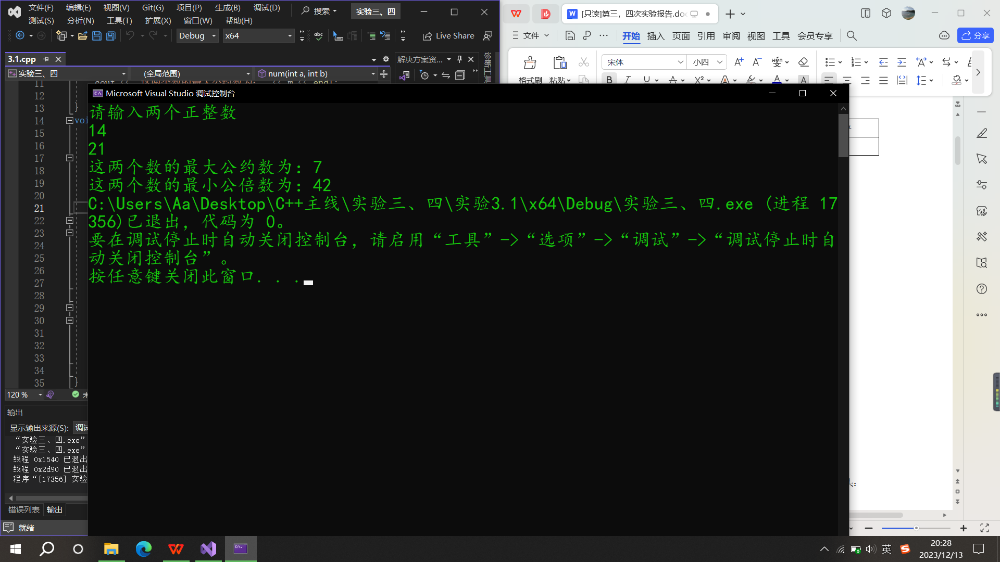 文件(F) 编辑(E) 视图(V) Git(G) 项目(P) 生成(B) 调试(D) 搜索 实验三、四
测试(S) 分析(N) 工具(T) 扩展(X) 窗口(W) 帮助(H)
Debug x64 Live Share
3.1.cpp
实验三、四 (全局范围) num(int a, int b)
解决方案资...
诊断工具
[只读]第三，四次实验报告.do
文件 开始 插入 页面 引用 审阅 视图 工具 会员专享 分享
宋体 小四
格式刷 粘贴
Microsoft Visual Studio 调试控制台
请输入两个正整数
14
21
这两个数的最大公约数为：7
这两个数的最小公倍数为：42
C:\Users\Aa\Desktop\C++主线\实验三、四\实验3.1\x64\Debug\实验三、四.exe (进程 17
356)已退出，代码为 0。
要在调试停止时自动关闭控制台，请启用“工具”->“选项”->“调试”->“调试停止时自
动关闭控制台”。
按任意键关闭此窗口. . .
11
12
13 }
14 voi
15
16
17
18
19
20
21
22
23
24
25
26
27
28
29
30
31
32
33
34
35 }
120 % 未
输出
显示输出来源(S): 调试
“实验三、四.exe”
“实验三、四.exe”
线程 0x1540 已退出
线程 0x2d90 已退出
程序“[17356] 实验
错误列表 输出
就绪
英
20:28
2023/12/13